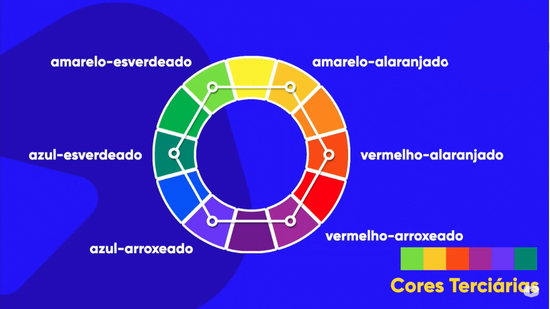 amarelo-esverdeado
amarelo-alaranjado
azul-esverdeado
vermelho-alaranjado
azul-arroxeado
vermelho-arroxeado
Cores Terciárias